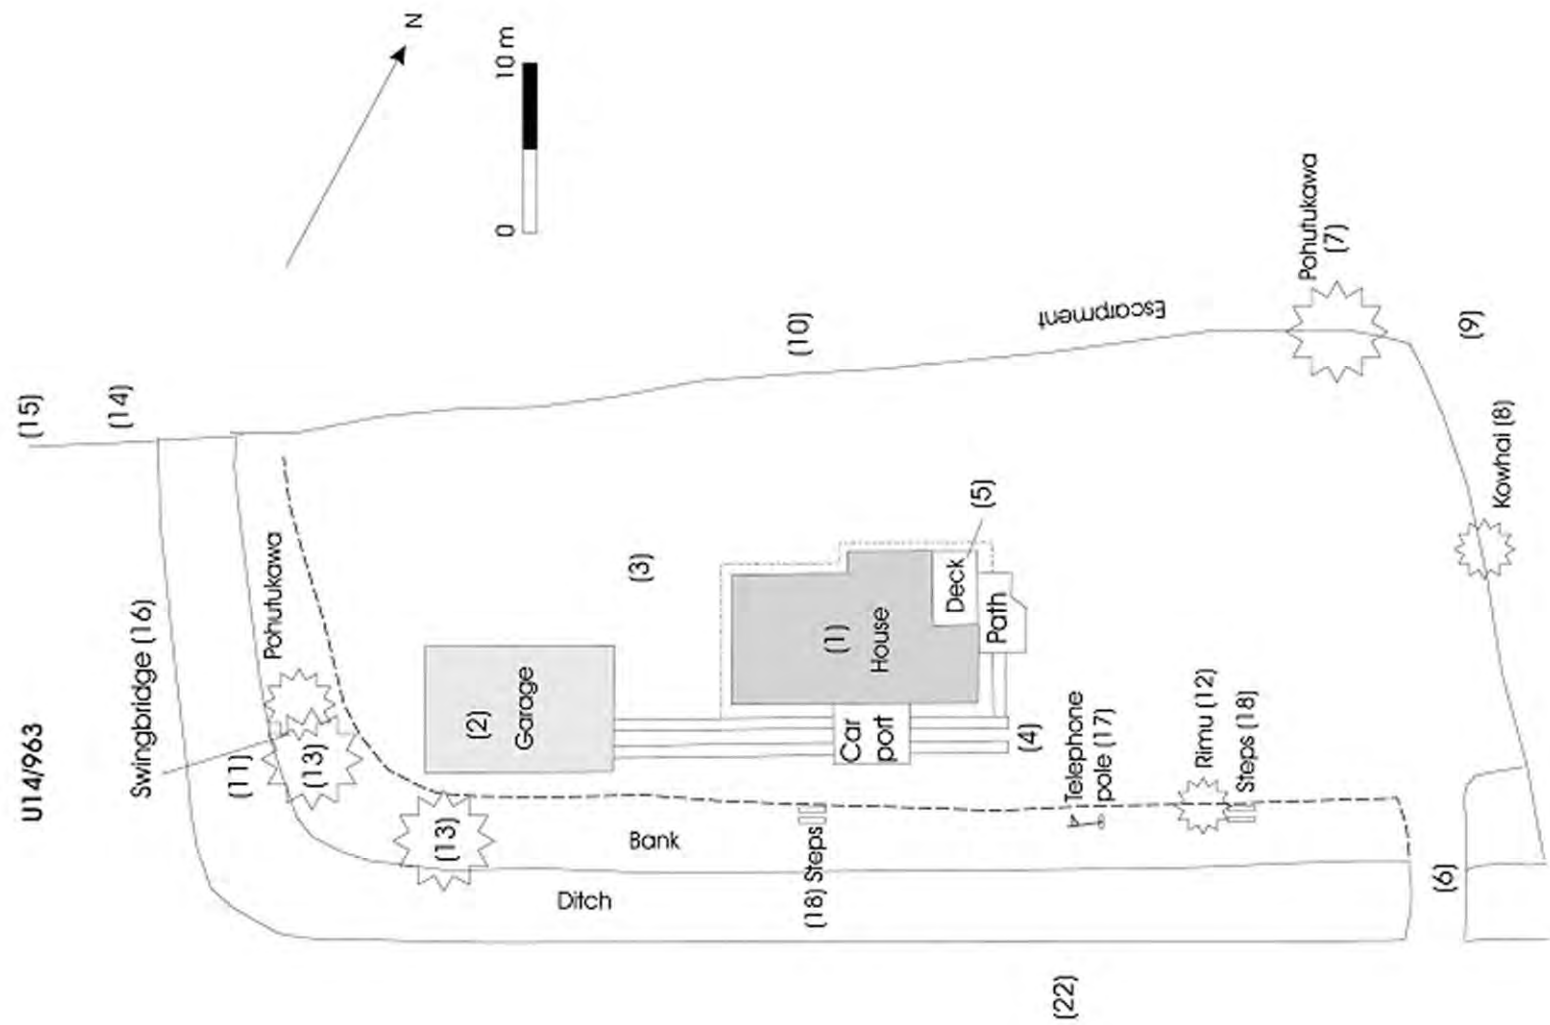 U14/963
(15)
(14)
Swingbridge (16)
(11)
Pohutukawa
(13)
(13)
N
0
10 m
(10)
Escarpment
Pohutukawa
(7)
(9)
Kowhai (8)
(3)
(2)
Garage
(1)
House
Deck
(5)
Path
Car
port
(4)
Telephone
pole (17)
Rimu (12)
Steps (18)
Bank
(18) Steps
Ditch
(6)
(22)